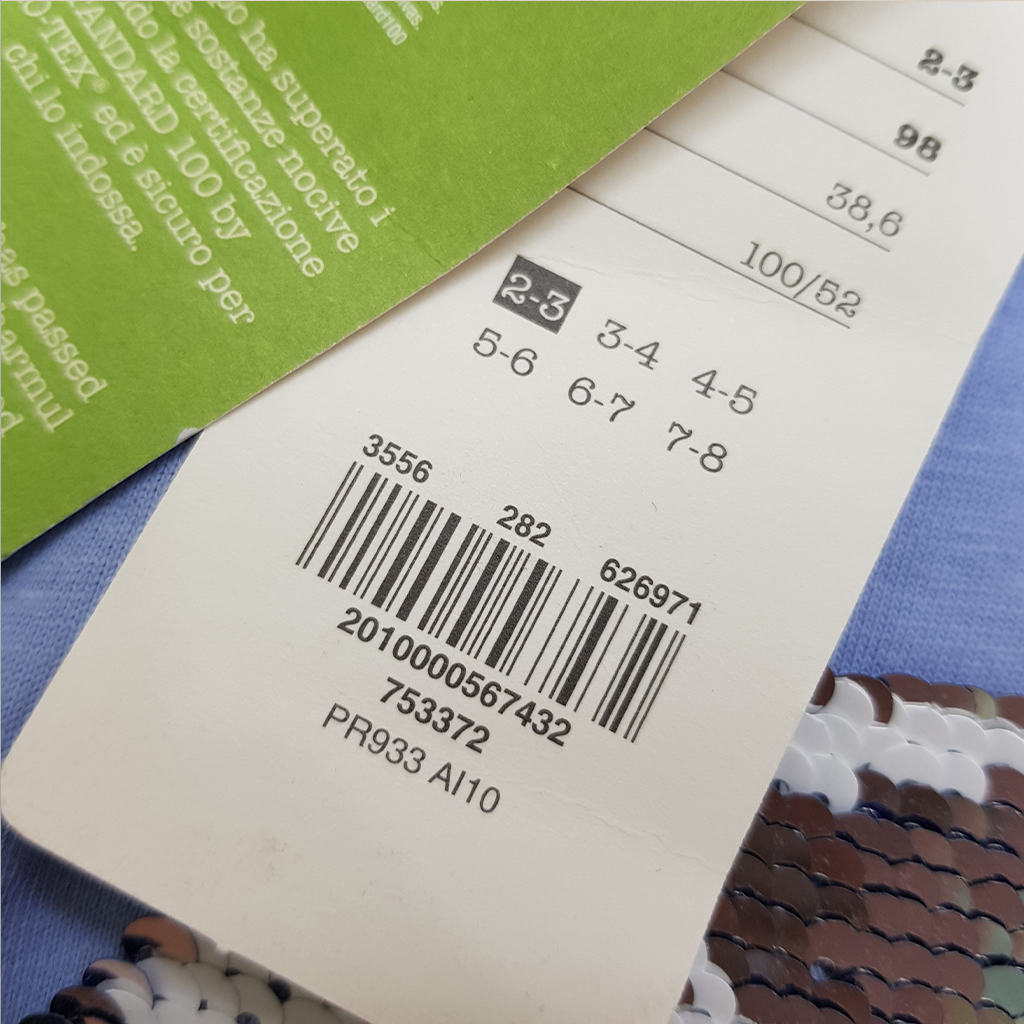 po ha superato i
e sostanze nocive
ndo la certificazione
ANDARD 100 by
O-TEX® ed è sicuro per
chi lo indossa.
as passed
d
2-3
98
38,6
100/52
2-3 3-4 4-5
5-6 6-7 7-8
3556 282 626971
2010000567432
753372
PR933 AI10